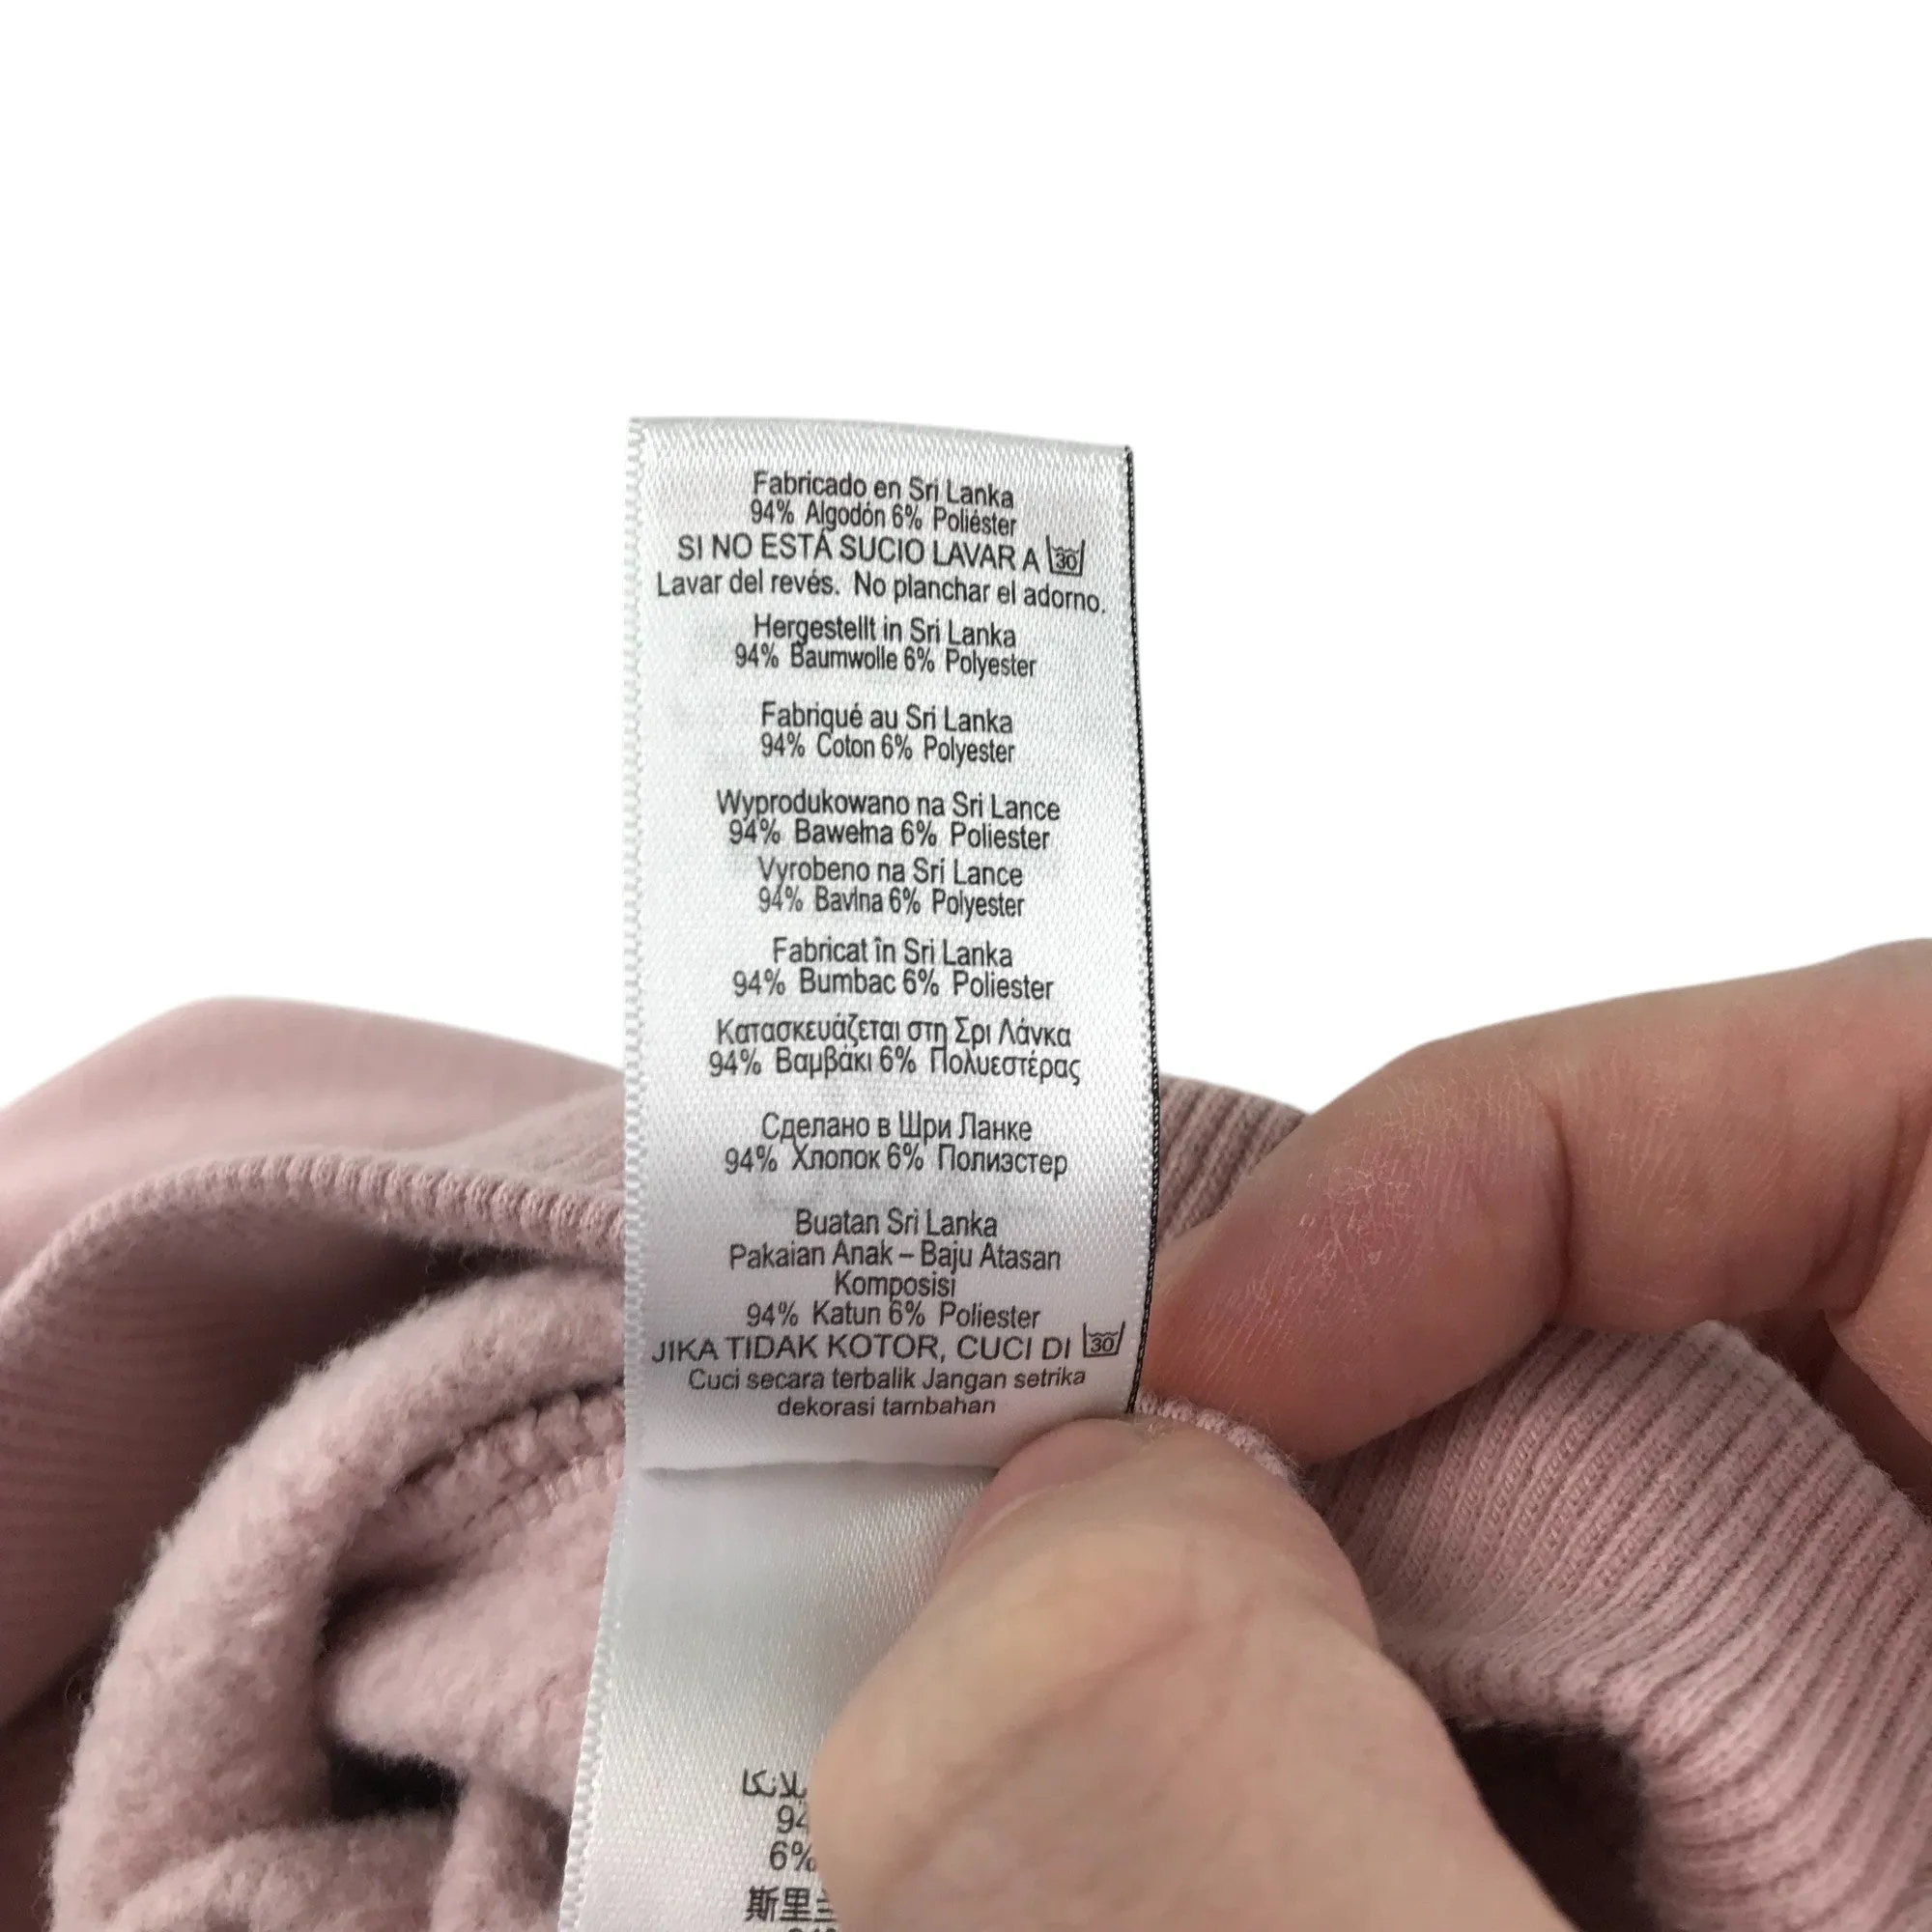 Fabricado en Sri Lanka
94% Algodón 6% Poliéster
SI NO ESTÁ SUCIO LAVAR A 30
Lavar del revés. No planchar el adorno.
Hergestellt in Sri Lanka
94% Baumwolle 6% Polyester
Fabriqué au Sri Lanka
94% Coton 6% Polyester
Wyprodukowano na Sri Lance
94% Bawełna 6% Poliester
Vyrobeno na Srí Lance
94% Bavlna 6% Polyester
Fabricat în Sri Lanka
94% Bumbac 6% Poliester
Κατασκευάζεται στη Σρι Λάνκα
94% Βαμβάκι 6% Πολυεστέρας
Сделано в Шри Ланке
94% Хлопок 6% Полиэстер
Buatan Sri Lanka
Pakaian Anak – Baju Atasan
Komposisi
94% Katun 6% Poliester
JIKA TIDAK KOTOR, CUCI DI 30
Cuci secara terbalik Jangan setrika
dekorasi tambahan
6%
斯里